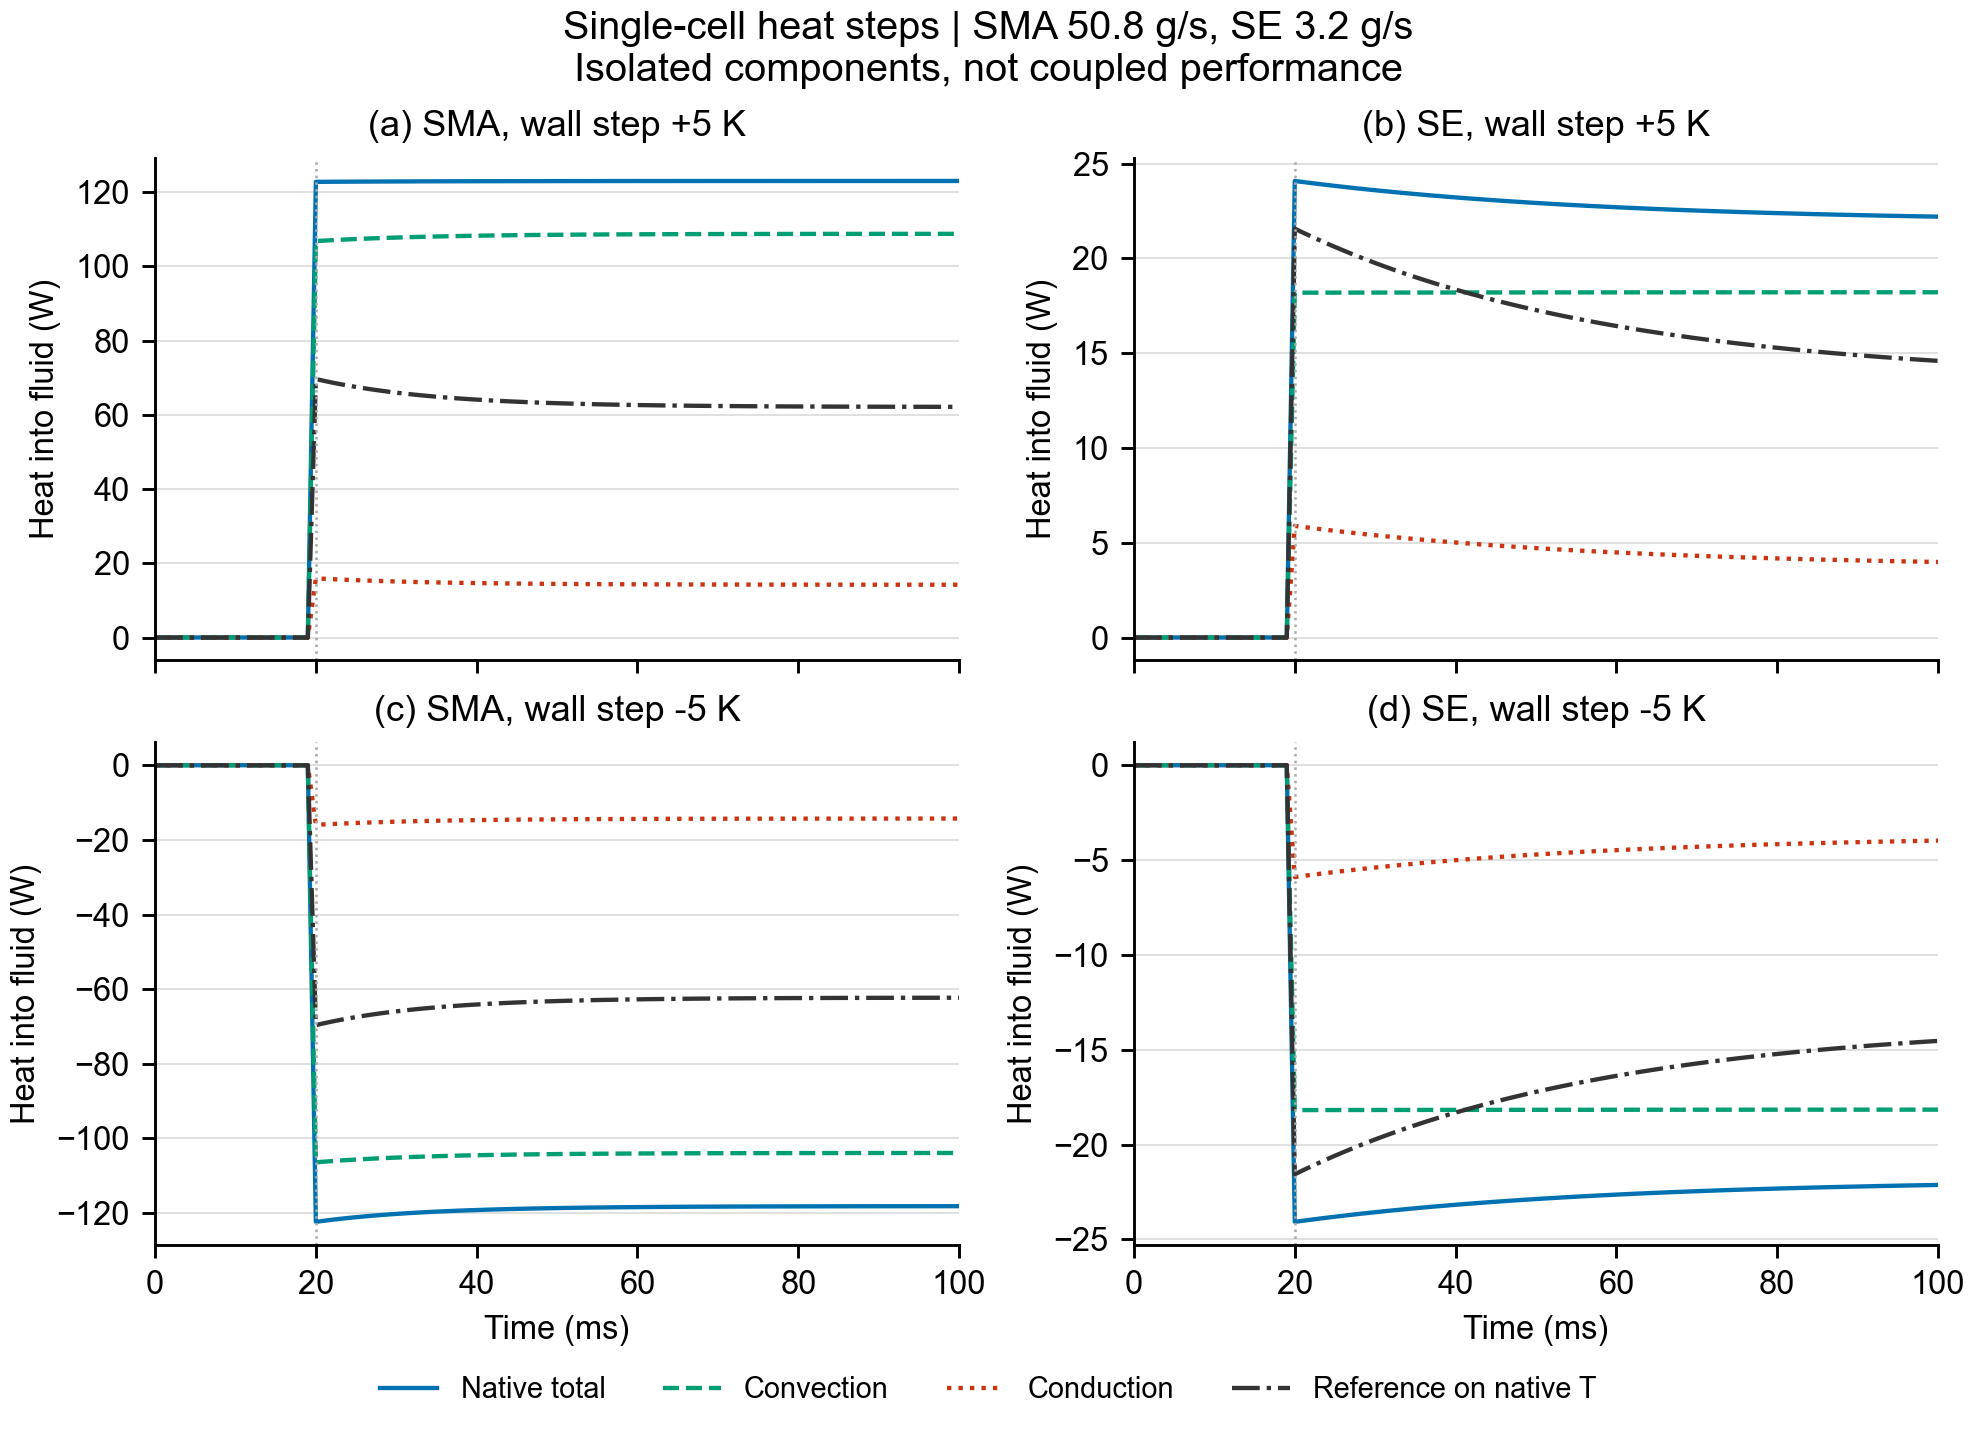 Single-cell heat steps | SMA 50.8 g/s, SE 3.2 g/s
Isolated components, not coupled performance
(a) SMA, wall step +5 K
Heat into fluid (W)
120
100
80
60
40
20
0
(b) SE, wall step +5 K
Heat into fluid (W)
25
20
15
10
5
0
(c) SMA, wall step -5 K
Heat into fluid (W)
0
−20
−40
−60
−80
−100
−120
0 20 40 60 80 100
Time (ms)
(d) SE, wall step -5 K
Heat into fluid (W)
0
−5
−10
−15
−20
−25
0 20 40 60 80 100
Time (ms)
Native total Convection Conduction Reference on native T